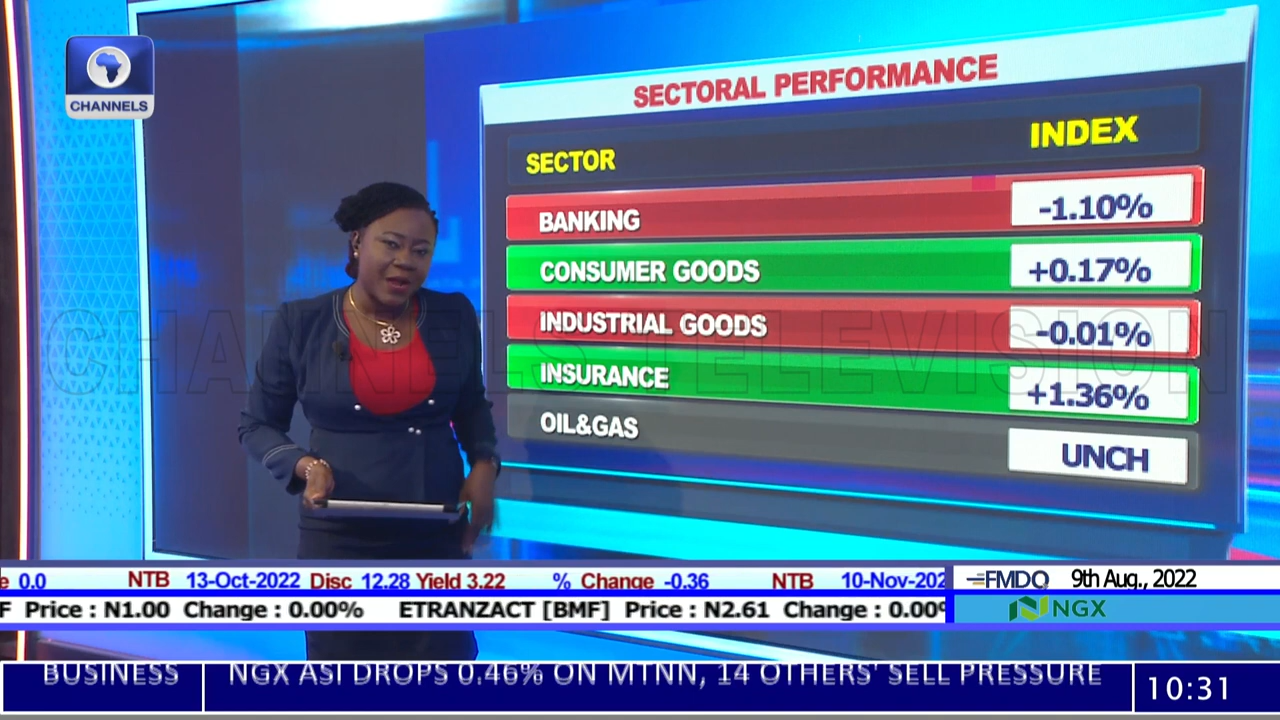 CHANNELS
SECTORAL PERFORMANCE
SECTOR INDEX
BANKING -1.10%
CONSUMER GOODS +0.17%
INDUSTRIAL GOODS -0.01%
INSURANCE +1.36%
OIL&GAS UNCH
CHANNELS TELEVISION
e 0.0 NTB 13-Oct-2022 Disc 12.28 Yield 3.22 % Change -0.36 NTB 10-Nov-202
FMDQ 9th Aug., 2022
F Price : N1.00 Change : 0.00% ETRANZACT [BMF] Price : N2.61 Change : 0.00%
NGX
BUSINESS NGX ASI DROPS 0.46% ON MTNN, 14 OTHERS' SELL PRESSURE 10:31